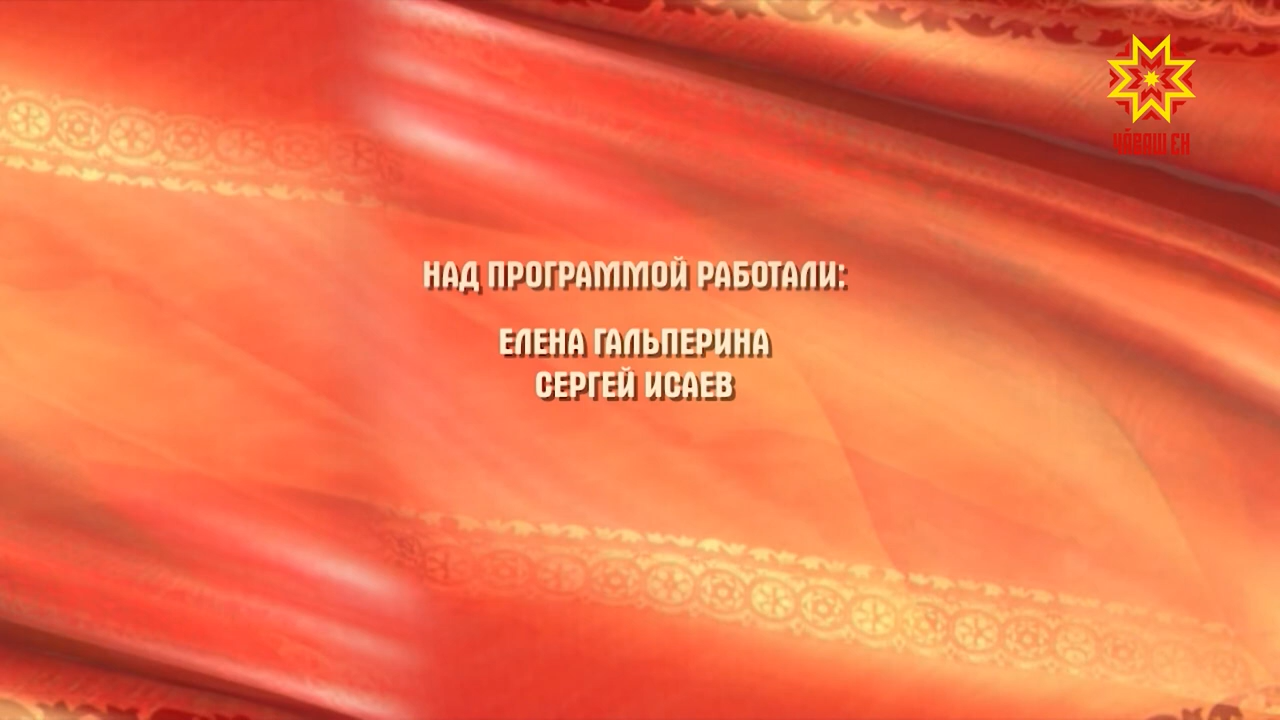 ЧӐВАШ ЕН
НАД ПРОГРАММОЙ РАБОТАЛИ:
ЕЛЕНА ГАЛЬПЕРИНА
СЕРГЕЙ ИСАЕВ